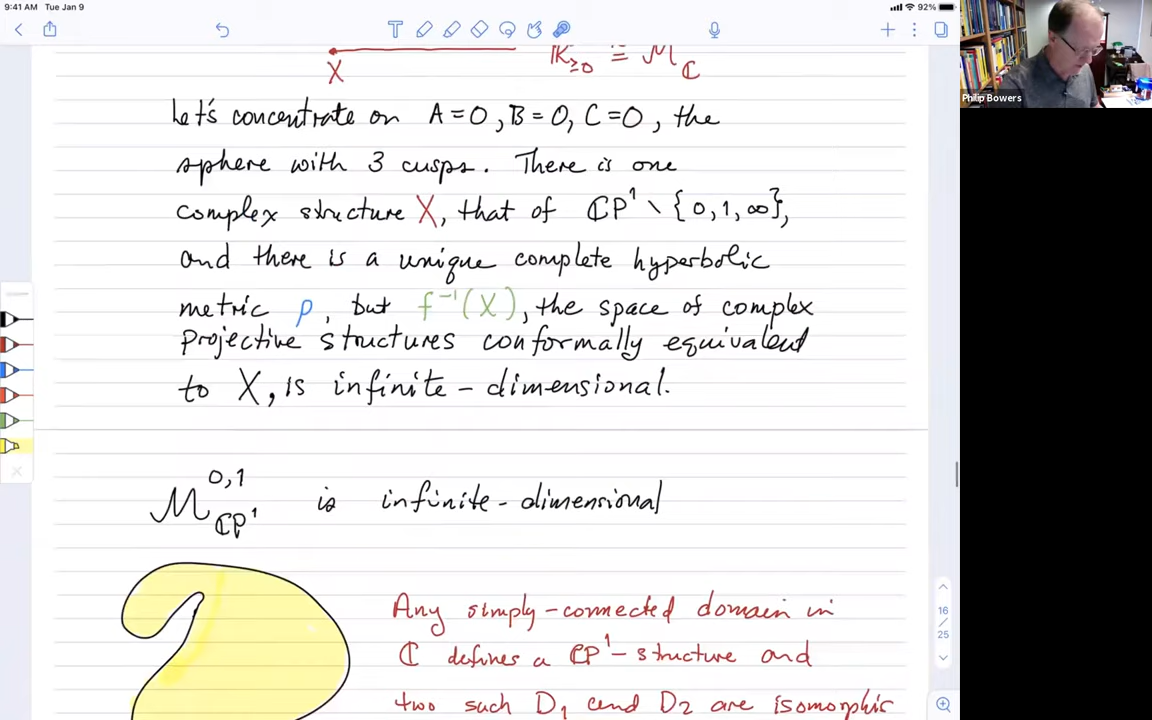 9:41 AM Tue Jan 9
92%
Philip Bowers
X
ℝ≥0 ≅ ℳ_ℂ
Let's concentrate on A=0, B=0, C=0, the
sphere with 3 cusps. There is one
complex structure X, that of ℂP¹ \ {0,1,∞},
and there is a unique complete hyperbolic
metric ρ, but f⁻¹(X), the space of complex
projective structures conformally equivalent
to X, is infinite-dimensional.
ℳ^{0,1}_{ℂP¹} is infinite-dimensional
Any simply-connected domain in
ℂ defines a ℂP¹-structure and
two such D₁ and D₂ are isomorphic
16
/
25